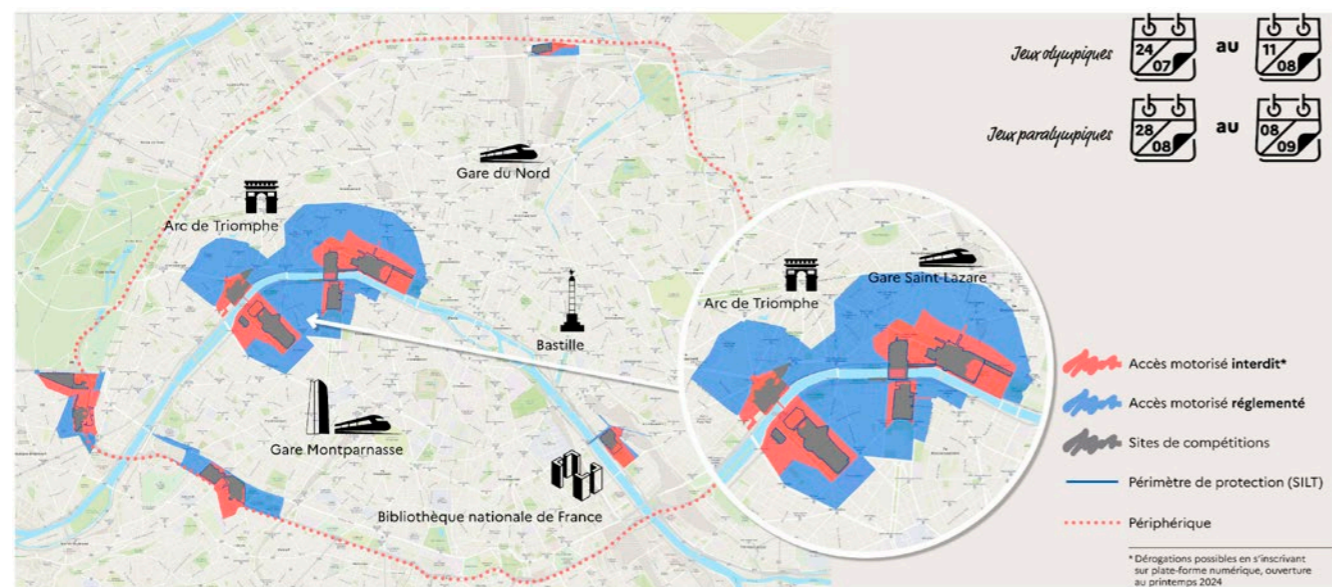 Jeux olympiques
24
07
au
11
08
Jeux paralympiques
28
08
au
08
09
Gare du Nord
Arc de Triomphe
Bastille
Gare Montparnasse
Bibliothèque nationale de France
Gare Saint-Lazare
Arc de Triomphe
Accès motorisé interdit*
Accès motorisé réglementé
Sites de compétitions
Périmètre de protection (SILT)
Périphérique
*Dérogations possibles en s'inscrivant
sur plate-forme numérique, ouverture
au printemps 2024